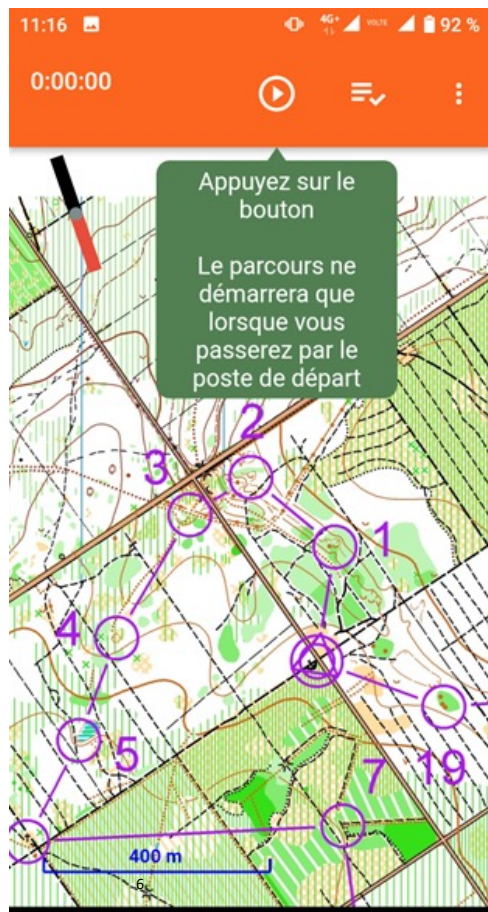 11:16
4G+
VoLTE
92 %
0:00:00
Appuyez sur le
bouton
Le parcours ne
démarrera que
lorsque vous
passerez par le
poste de départ
2
3
1
4
5
7
19
400 m
6